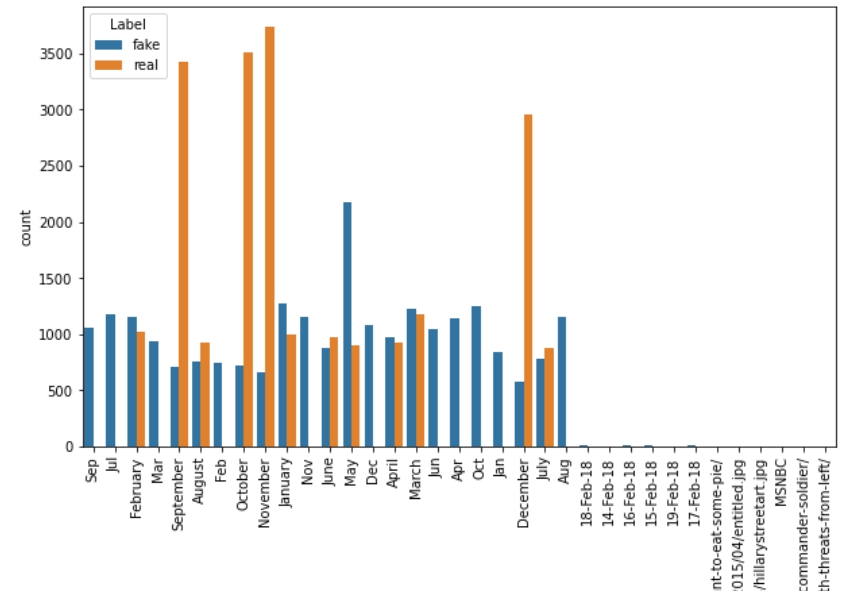 Label
fake
real
3500
3000
2500
2000
1500
1000
500
0
count
Sep
Jul
February
Mar
September
August
Feb
October
November
January
Nov
June
May
Dec
April
March
Jun
Apr
Oct
Jan
December
July
Aug
18-Feb-18
14-Feb-18
16-Feb-18
15-Feb-18
19-Feb-18
17-Feb-18
nt-to-eat-some-pie/
2015/04/entitled.jpg
/hillarystreetart.jpg
MSNBC
commander-soldier/
th-threats-from-left/